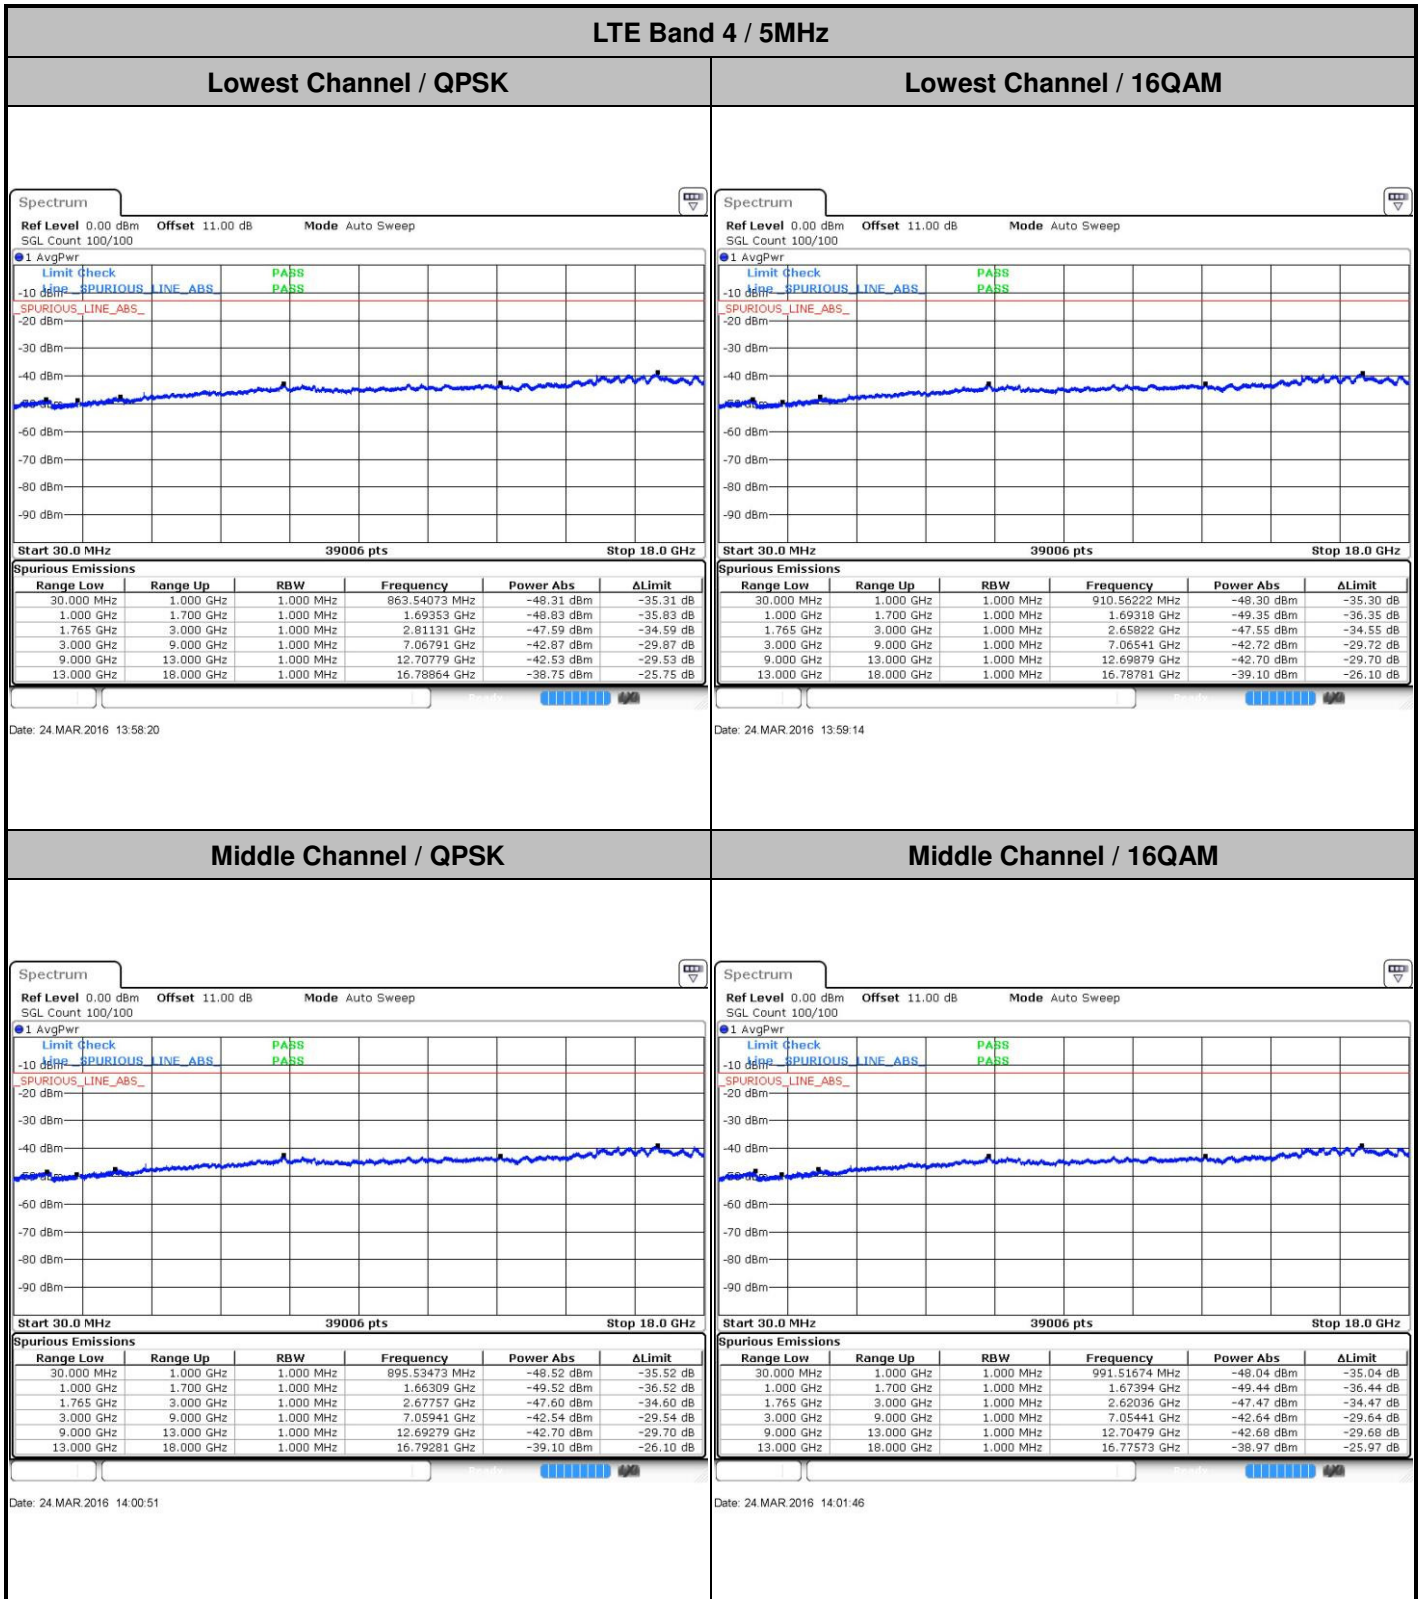 LTE Band 4 / 5MHz
Lowest Channel / QPSK
Lowest Channel / 16QAM
Spectrum
Ref Level 0.00 dBm Offset 11.00 dB Mode Auto Sweep
SGL Count 100/100
1 AvgPwr
Limit Check PASS
Line _SPURIOUS_LINE_ABS_ PASS
-10 dBm
_SPURIOUS_LINE_ABS_
-20 dBm
-30 dBm
-40 dBm
-60 dBm
-70 dBm
-80 dBm
-90 dBm
Start 30.0 MHz 39006 pts Stop 18.0 GHz
Spurious Emissions
Range Low Range Up RBW Frequency Power Abs ΔLimit
30.000 MHz 1.000 GHz 1.000 MHz 863.54073 MHz -48.31 dBm -35.31 dB
1.000 GHz 1.700 GHz 1.000 MHz 1.69353 GHz -48.83 dBm -35.83 dB
1.765 GHz 3.000 GHz 1.000 MHz 2.81131 GHz -47.59 dBm -34.59 dB
3.000 GHz 9.000 GHz 1.000 MHz 7.06791 GHz -42.87 dBm -29.87 dB
9.000 GHz 13.000 GHz 1.000 MHz 12.70779 GHz -42.53 dBm -29.53 dB
13.000 GHz 18.000 GHz 1.000 MHz 16.78864 GHz -38.75 dBm -25.75 dB
Date: 24.MAR.2016 13:58:20
Spectrum
Ref Level 0.00 dBm Offset 11.00 dB Mode Auto Sweep
SGL Count 100/100
1 AvgPwr
Limit Check PASS
Line _SPURIOUS_LINE_ABS_ PASS
-10 dBm
_SPURIOUS_LINE_ABS_
-20 dBm
-30 dBm
-40 dBm
-60 dBm
-70 dBm
-80 dBm
-90 dBm
Start 30.0 MHz 39006 pts Stop 18.0 GHz
Spurious Emissions
Range Low Range Up RBW Frequency Power Abs ΔLimit
30.000 MHz 1.000 GHz 1.000 MHz 910.56222 MHz -48.30 dBm -35.30 dB
1.000 GHz 1.700 GHz 1.000 MHz 1.69318 GHz -49.35 dBm -36.35 dB
1.765 GHz 3.000 GHz 1.000 MHz 2.65822 GHz -47.55 dBm -34.55 dB
3.000 GHz 9.000 GHz 1.000 MHz 7.06541 GHz -42.72 dBm -29.72 dB
9.000 GHz 13.000 GHz 1.000 MHz 12.69879 GHz -42.70 dBm -29.70 dB
13.000 GHz 18.000 GHz 1.000 MHz 16.78781 GHz -39.10 dBm -26.10 dB
Date: 24.MAR.2016 13:59:14
Middle Channel / QPSK
Middle Channel / 16QAM
Spectrum
Ref Level 0.00 dBm Offset 11.00 dB Mode Auto Sweep
SGL Count 100/100
1 AvgPwr
Limit Check PASS
Line _SPURIOUS_LINE_ABS_ PASS
-10 dBm
_SPURIOUS_LINE_ABS_
-20 dBm
-30 dBm
-40 dBm
-60 dBm
-70 dBm
-80 dBm
-90 dBm
Start 30.0 MHz 39006 pts Stop 18.0 GHz
Spurious Emissions
Range Low Range Up RBW Frequency Power Abs ΔLimit
30.000 MHz 1.000 GHz 1.000 MHz 895.53473 MHz -48.52 dBm -35.52 dB
1.000 GHz 1.700 GHz 1.000 MHz 1.66309 GHz -49.52 dBm -36.52 dB
1.765 GHz 3.000 GHz 1.000 MHz 2.67757 GHz -47.60 dBm -34.60 dB
3.000 GHz 9.000 GHz 1.000 MHz 7.05941 GHz -42.54 dBm -29.54 dB
9.000 GHz 13.000 GHz 1.000 MHz 12.69279 GHz -42.70 dBm -29.70 dB
13.000 GHz 18.000 GHz 1.000 MHz 16.79281 GHz -39.10 dBm -26.10 dB
Date: 24.MAR.2016 14:00:51
Spectrum
Ref Level 0.00 dBm Offset 11.00 dB Mode Auto Sweep
SGL Count 100/100
1 AvgPwr
Limit Check PASS
Line _SPURIOUS_LINE_ABS_ PASS
-10 dBm
_SPURIOUS_LINE_ABS_
-20 dBm
-30 dBm
-40 dBm
-60 dBm
-70 dBm
-80 dBm
-90 dBm
Start 30.0 MHz 39006 pts Stop 18.0 GHz
Spurious Emissions
Range Low Range Up RBW Frequency Power Abs ΔLimit
30.000 MHz 1.000 GHz 1.000 MHz 991.51674 MHz -48.04 dBm -35.04 dB
1.000 GHz 1.700 GHz 1.000 MHz 1.67394 GHz -49.44 dBm -36.44 dB
1.765 GHz 3.000 GHz 1.000 MHz 2.62036 GHz -47.47 dBm -34.47 dB
3.000 GHz 9.000 GHz 1.000 MHz 7.05441 GHz -42.64 dBm -29.64 dB
9.000 GHz 13.000 GHz 1.000 MHz 12.70479 GHz -42.68 dBm -29.68 dB
13.000 GHz 18.000 GHz 1.000 MHz 16.77573 GHz -38.97 dBm -25.97 dB
Date: 24.MAR.2016 14:01:46